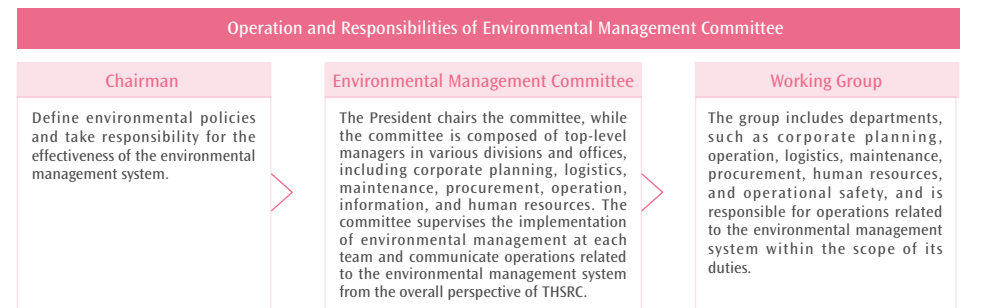 Operation and Responsibilities of Environmental Management Committee
Chairman
Define environmental policies
and take responsibility for the
effectiveness of the environmental
management system.
Environmental Management Committee
The President chairs the committee, while
the committee is composed of top-level
managers in various divisions and offices,
including corporate planning, logistics,
maintenance, procurement, operation,
information, and human resources. The
committee supervises the implementation
of environmental management at each
team and communicate operations related
to the environmental management system
from the overall perspective of THSRC.
Working Group
The group includes departments,
such as corporate planning,
operation, logistics, maintenance,
procurement, human resources,
and operational safety, and is
responsible for operations related
to the environmental management
system within the scope of its
duties.